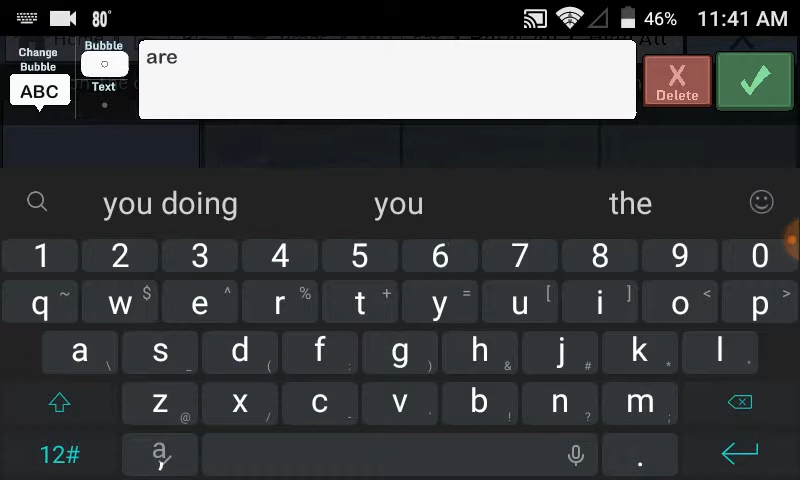 80° 46% 11:41 AM
Change Bubble
ABC
Bubble
Text
are
X
Delete
you doing you the
1 2 3 4 5 6 7 8 9 0
q ~ w $ e ^ r % t + y = u [ i ] o < p >
a \ s _ d ( f : g ) h & j # k * l "
z @ x / c - v ' b ! n ? m ;
12# a , .